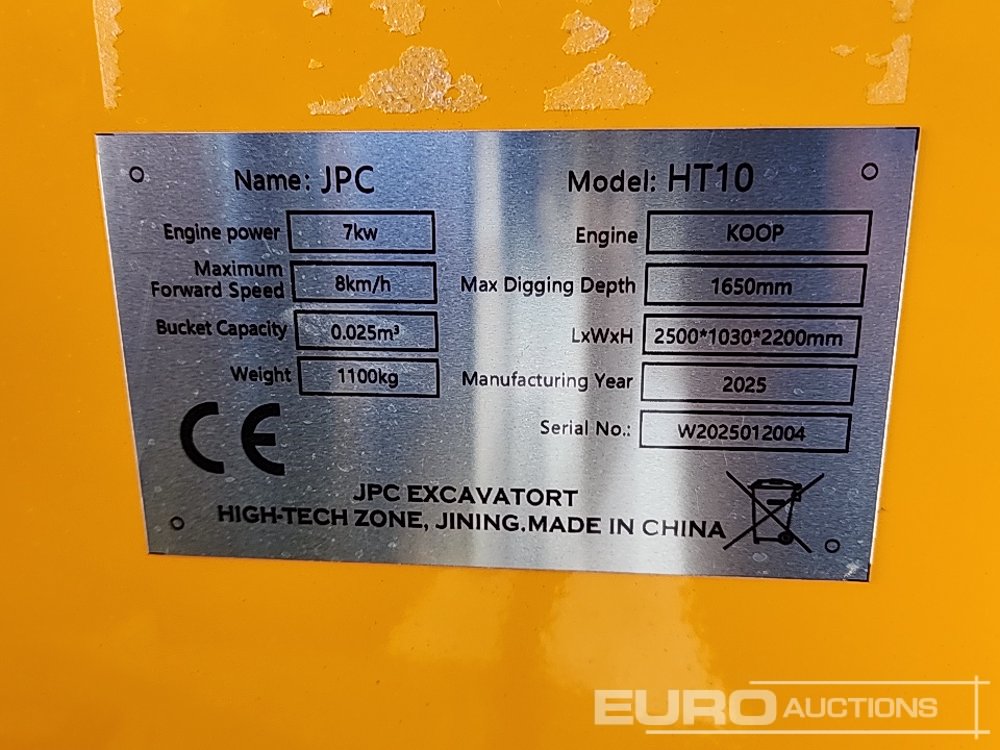 Name: JPC
Model: HT10
Engine power 7kw
Engine KOOP
Maximum
Forward Speed 8km/h
Max Digging Depth 1650mm
Bucket Capacity 0.025m³
LxWxH 2500*1030*2200mm
Weight 1100kg
Manufacturing Year 2025
Serial No.: W2025012004
CE
JPC EXCAVATORT
HIGH-TECH ZONE, JINING.MADE IN CHINA
EURO AUCTIONS